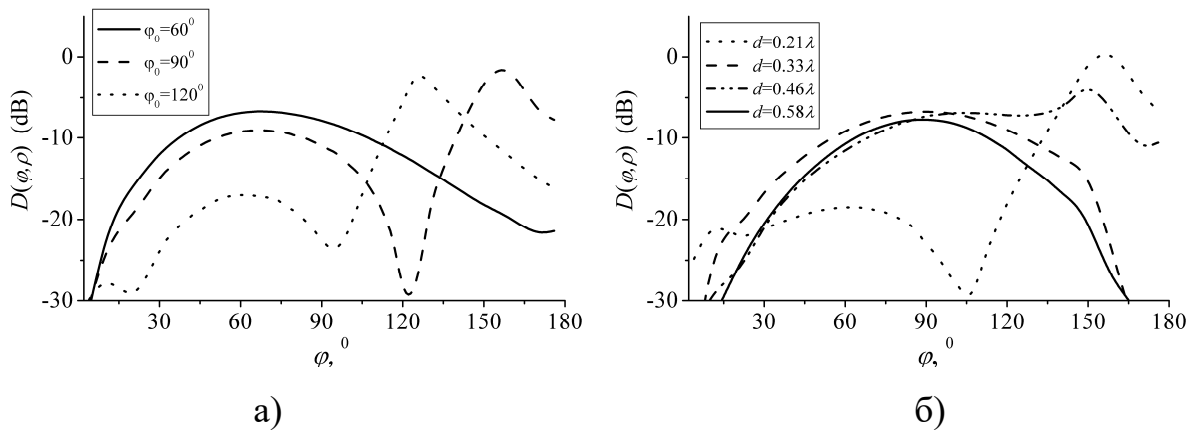 φ₀=60⁰
φ₀=90⁰
φ₀=120⁰
0
-10
-20
-30
D(φ,ρ) (dB)
30 60 90 120 150 180
φ, ⁰
а)
d=0.21λ
d=0.33λ
d=0.46λ
d=0.58λ
0
-10
-20
-30
D(φ,ρ) (dB)
30 60 90 120 150 180
φ, ⁰
б)